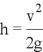 h = v²/2g